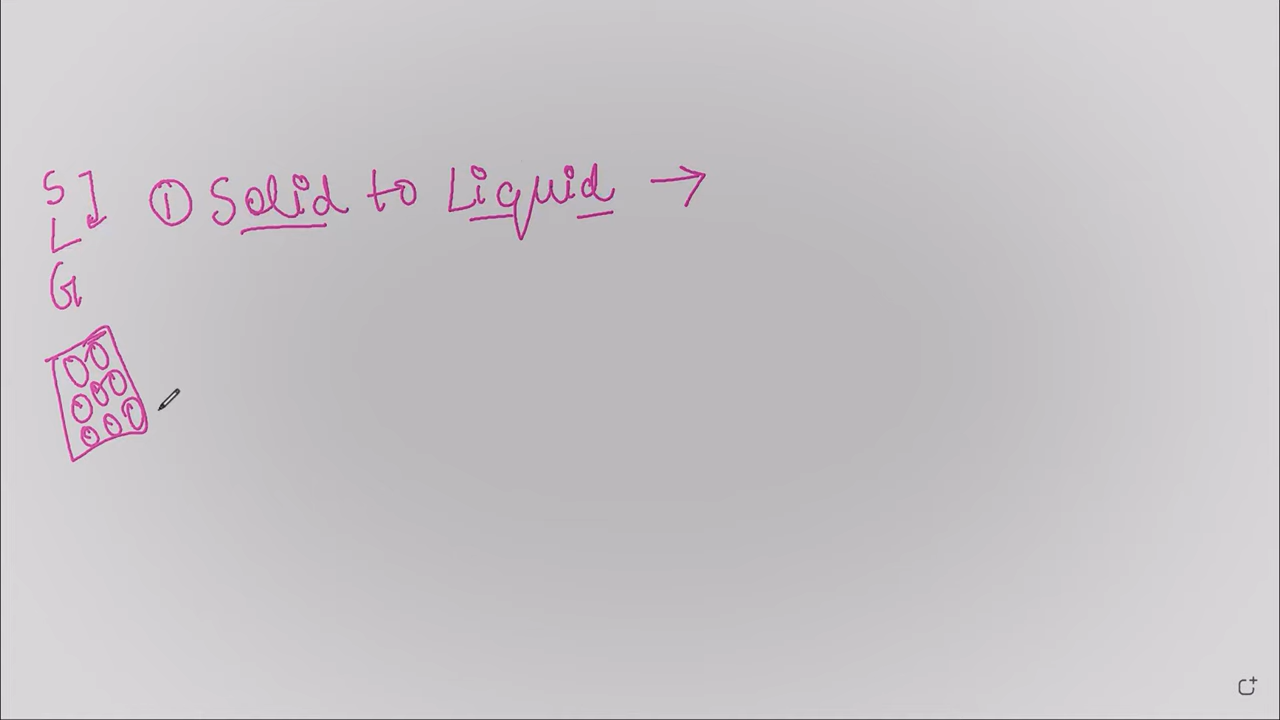 S
L
G
① Solid to Liquid →